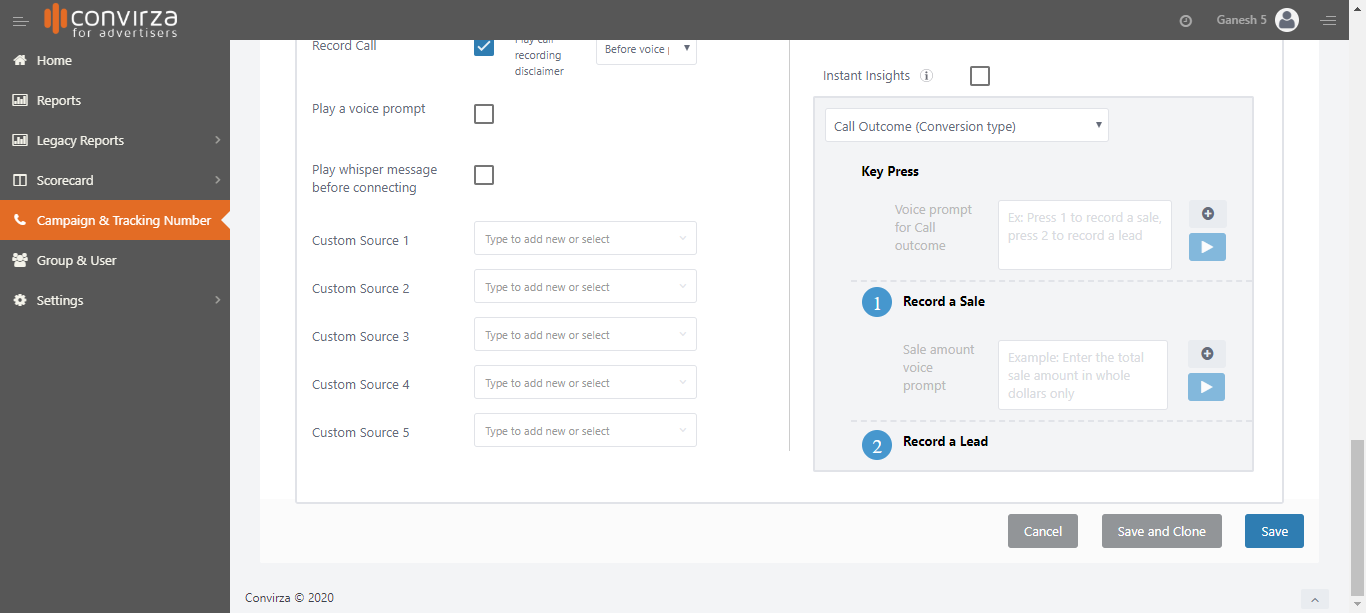 convirza
for advertisers
Ganesh 5
Home
Reports
Legacy Reports
Scorecard
Campaign & Tracking Number
Group & User
Settings
Record Call
Play call
recording
disclaimer
Before voice
Play a voice prompt
Play whisper message
before connecting
Custom Source 1
Type to add new or select
Custom Source 2
Type to add new or select
Custom Source 3
Type to add new or select
Custom Source 4
Type to add new or select
Custom Source 5
Type to add new or select
Instant Insights
Call Outcome (Conversion type)
Key Press
Voice prompt
for Call
outcome
Ex: Press 1 to record a sale,
press 2 to record a lead
1
Record a Sale
Sale amount
voice
prompt
Example: Enter the total
sale amount in whole
dollars only
2
Record a Lead
Cancel
Save and Clone
Save
Convirza © 2020